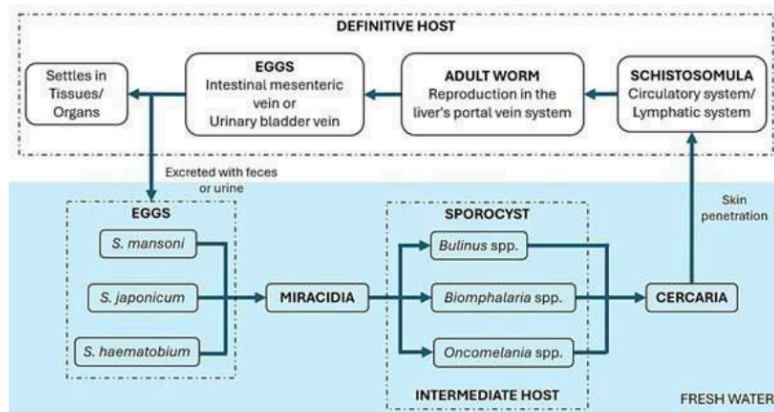 DEFINITIVE HOST
Settles in
Tissues/
Organs
EGGS
Intestinal mesenteric
vein or
Urinary bladder vein
ADULT WORM
Reproduction in the
liver's portal vein system
SCHISTOSOMULA
Circulatory system/
Lymphatic system
Excreted with feces
or urine
Skin
penetration
EGGS
S. mansoni
S. japonicum
S. haematobium
MIRACIDIA
SPOROCYST
Bulinus spp.
Biomphalaria spp.
Oncomelania spp.
INTERMEDIATE HOST
CERCARIA
FRESH WATER